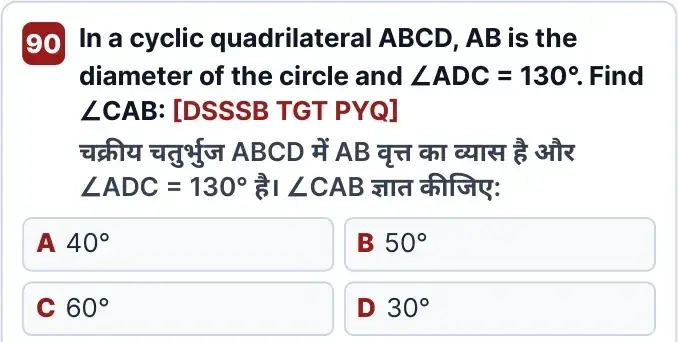 90 In a cyclic quadrilateral ABCD, AB is the
diameter of the circle and ∠ADC = 130°. Find
∠CAB: [DSSSB TGT PYQ]
चक्रीय चतुर्भुज ABCD में AB वृत्त का व्यास है और
∠ADC = 130° है। ∠CAB ज्ञात कीजिए:
A 40° B 50°
C 60° D 30°